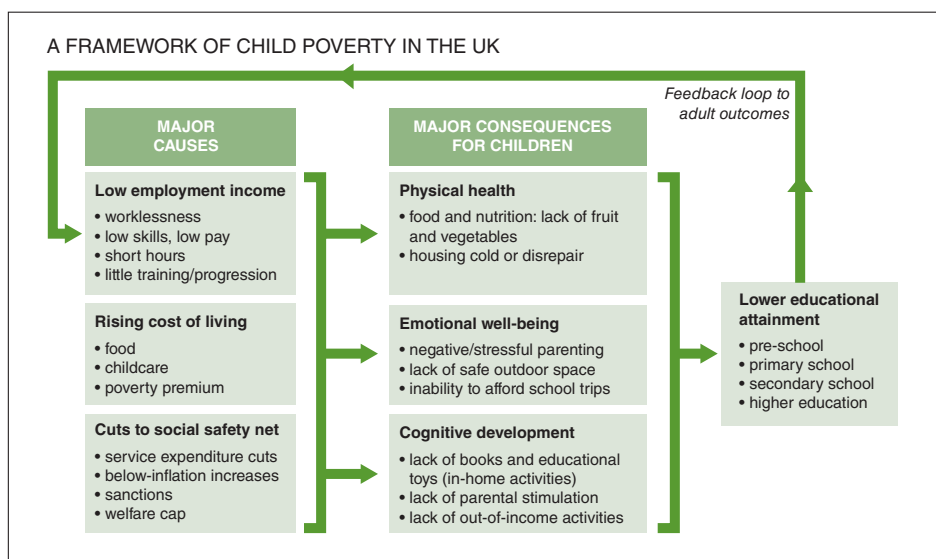 A FRAMEWORK OF CHILD POVERTY IN THE UK
Feedback loop to
adult outcomes
MAJOR
CAUSES
Low employment income
• worklessness
• low skills, low pay
• short hours
• little training/progression
Rising cost of living
• food
• childcare
• poverty premium
Cuts to social safety net
• service expenditure cuts
• below-inflation increases
• sanctions
• welfare cap
MAJOR CONSEQUENCES
FOR CHILDREN
Physical health
• food and nutrition: lack of fruit
and vegetables
• housing cold or disrepair
Emotional well-being
• negative/stressful parenting
• lack of safe outdoor space
• inability to afford school trips
Cognitive development
• lack of books and educational
toys (in-home activities)
• lack of parental stimulation
• lack of out-of-income activities
Lower educational
attainment
• pre-school
• primary school
• secondary school
• higher education